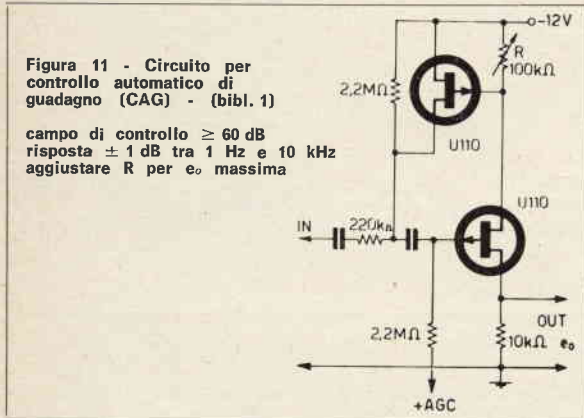 Figura 11 - Circuito per
controllo automatico di
guadagno (CAG) - (bibl. 1)
campo di controllo ≥ 60 dB
risposta ± 1 dB tra 1 Hz e 10 kHz
aggiustare R per eo massima
-12V
R
100kΩ
2,2MΩ
U110
U110
IN
220kΩ
OUT
eo
2,2MΩ
10kΩ
+AGC